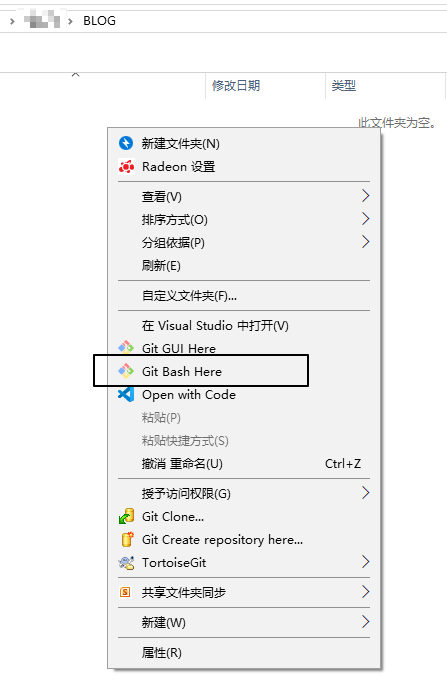 BLOG
修改日期
类型
此文件夹为空。
新建文件夹(N)
Radeon 设置
查看(V)
排序方式(O)
分组依据(P)
刷新(E)
自定义文件夹(F)...
在 Visual Studio 中打开(V)
Git GUI Here
Git Bash Here
Open with Code
粘贴(P)
粘贴快捷方式(S)
撤消 重命名(U) Ctrl+Z
授予访问权限(G)
Git Clone...
Git Create repository here...
TortoiseGit
共享文件夹同步
新建(W)
属性(R)